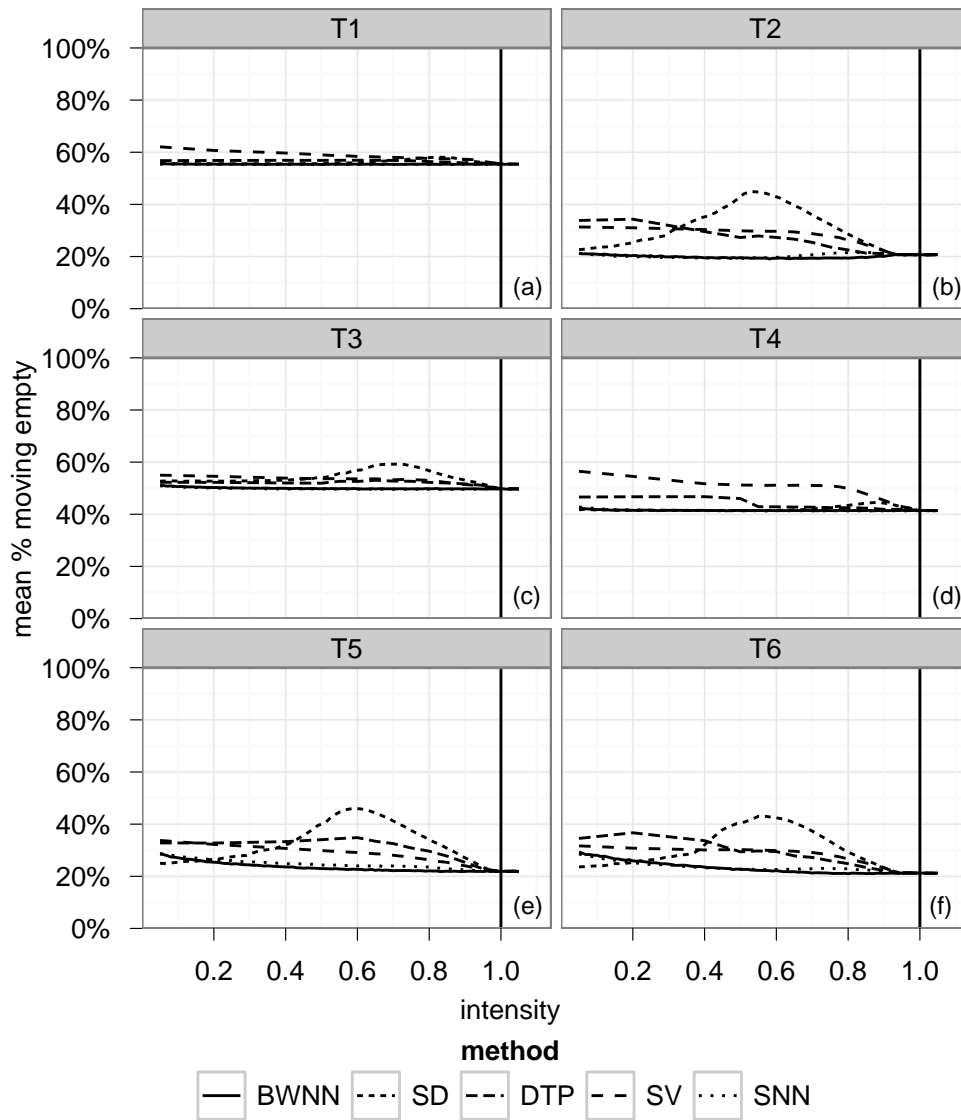 T1
T2
100%
80%
60%
40%
20%
0%
(a)
(b)
T3
T4
100%
80%
60%
40%
20%
0%
(c)
(d)
T5
T6
100%
80%
60%
40%
20%
0%
(e)
(f)
mean % moving empty
0.2 0.4 0.6 0.8 1.0
0.2 0.4 0.6 0.8 1.0
intensity
method
BWNN SD DTP SV SNN